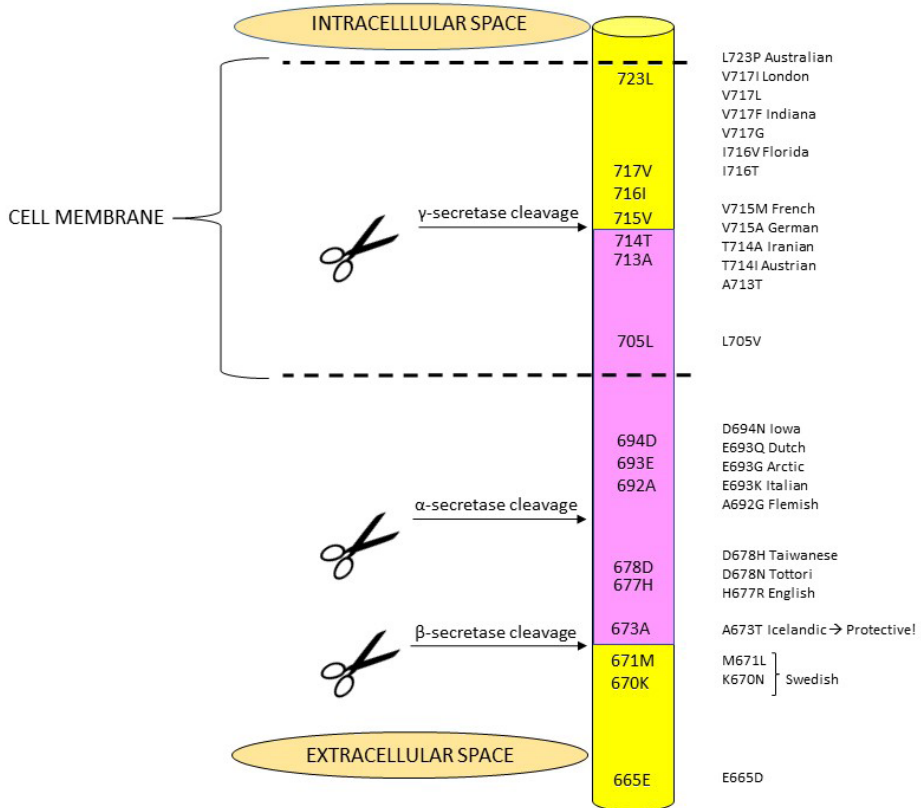 INTRACELLLULAR SPACE
L723P Australian
723L
V717I London
V717L
V717F Indiana
V717G
I716V Florida
717V
I716T
716I
CELL MEMBRANE
γ-secretase cleavage
715V
V715M French
V715A German
714T
T714A Iranian
713A
T714I Austrian
A713T
705L
L705V
D694N Iowa
694D
E693Q Dutch
693E
E693G Arctic
692A
E693K Italian
A692G Flemish
α-secretase cleavage
D678H Taiwanese
678D
D678N Tottori
677H
H677R English
673A
A673T Icelandic → Protective!
β-secretase cleavage
671M
M671L
670K
K670N
Swedish
EXTRACELLULAR SPACE
665E
E665D